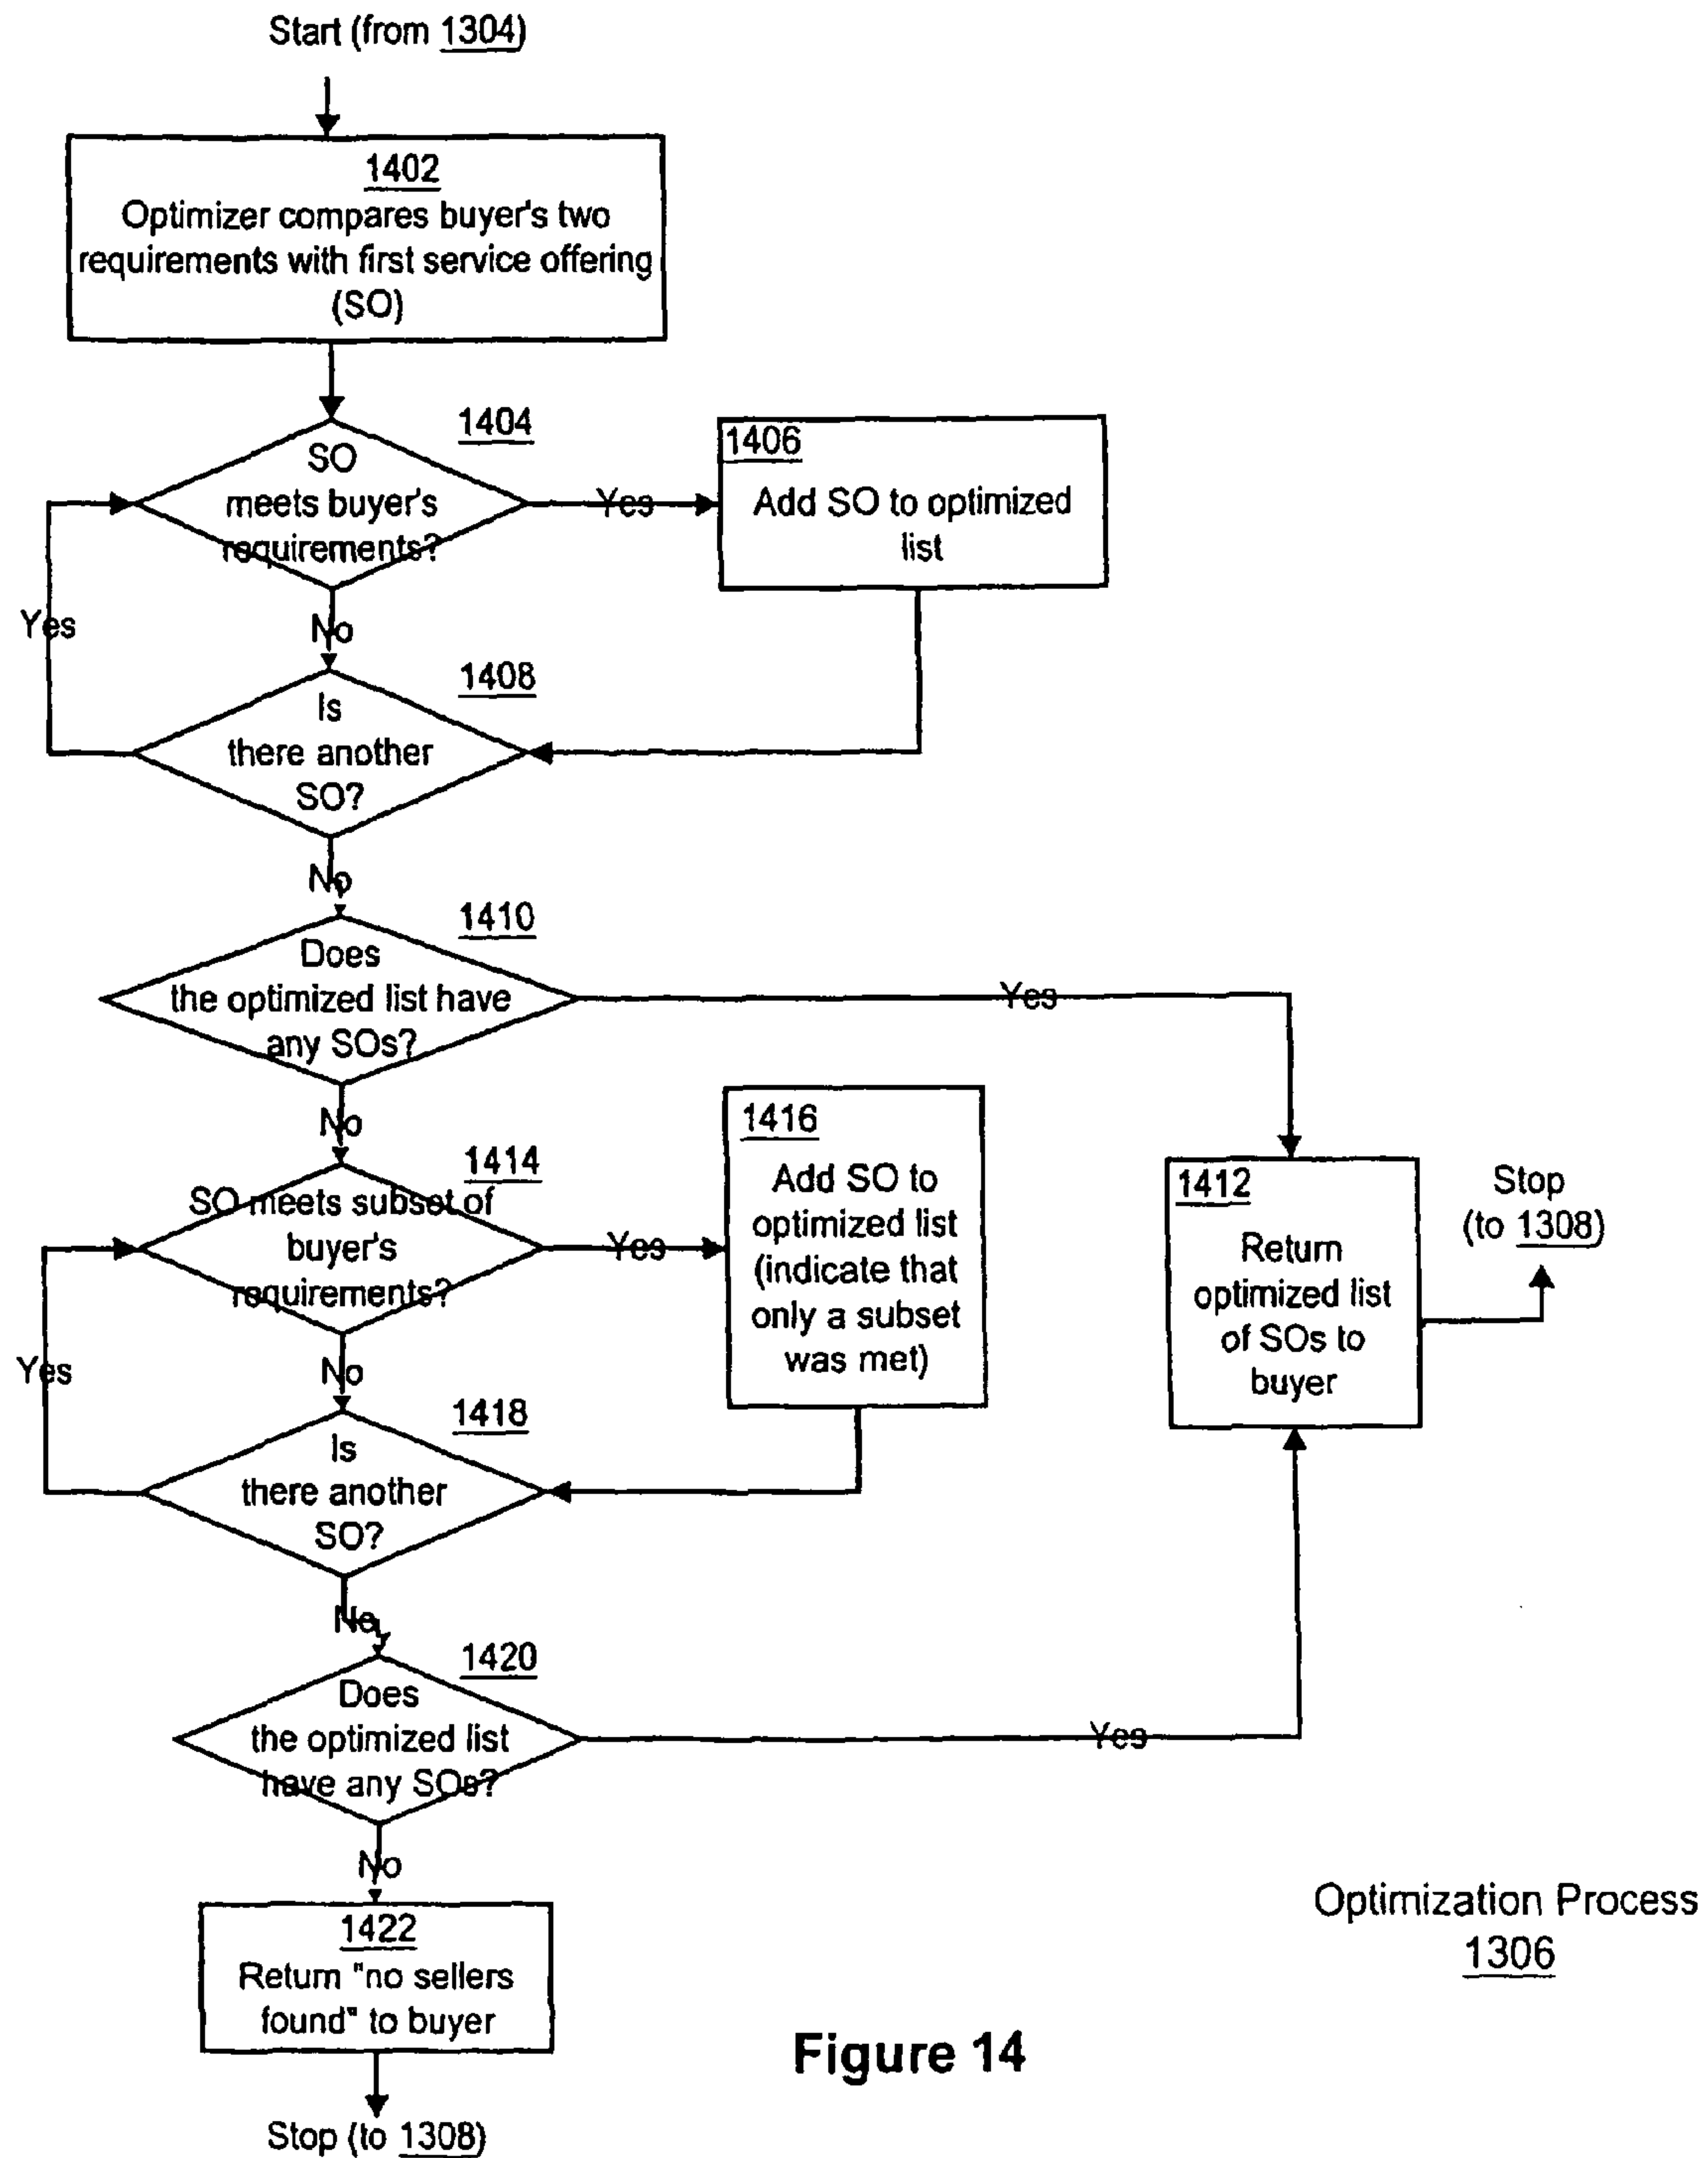 Start (from 1304)
1402
Optimizer compares buyer's two
requirements with first service offering
(SO)
1404
SO
meets buyer's
requirements?
Yes
1406
Add SO to optimized
list
Yes
No
1408
Is
there another
SO?
No
1410
Does
the optimized list have
any SOs?
Yes
No
1414
SO meets subset of
buyer's
requirements?
Yes
1416
Add SO to
optimized list
(indicate that
only a subset
was met)
1412
Return
optimized list
of SOs to
buyer
Stop
(to 1308)
Yes
No
1418
Is
there another
SO?
No
1420
Does
the optimized list
have any SOs?
Yes
No
1422
Return "no sellers
found" to buyer
Stop (to 1308)
Optimization Process
1306
Figure 14